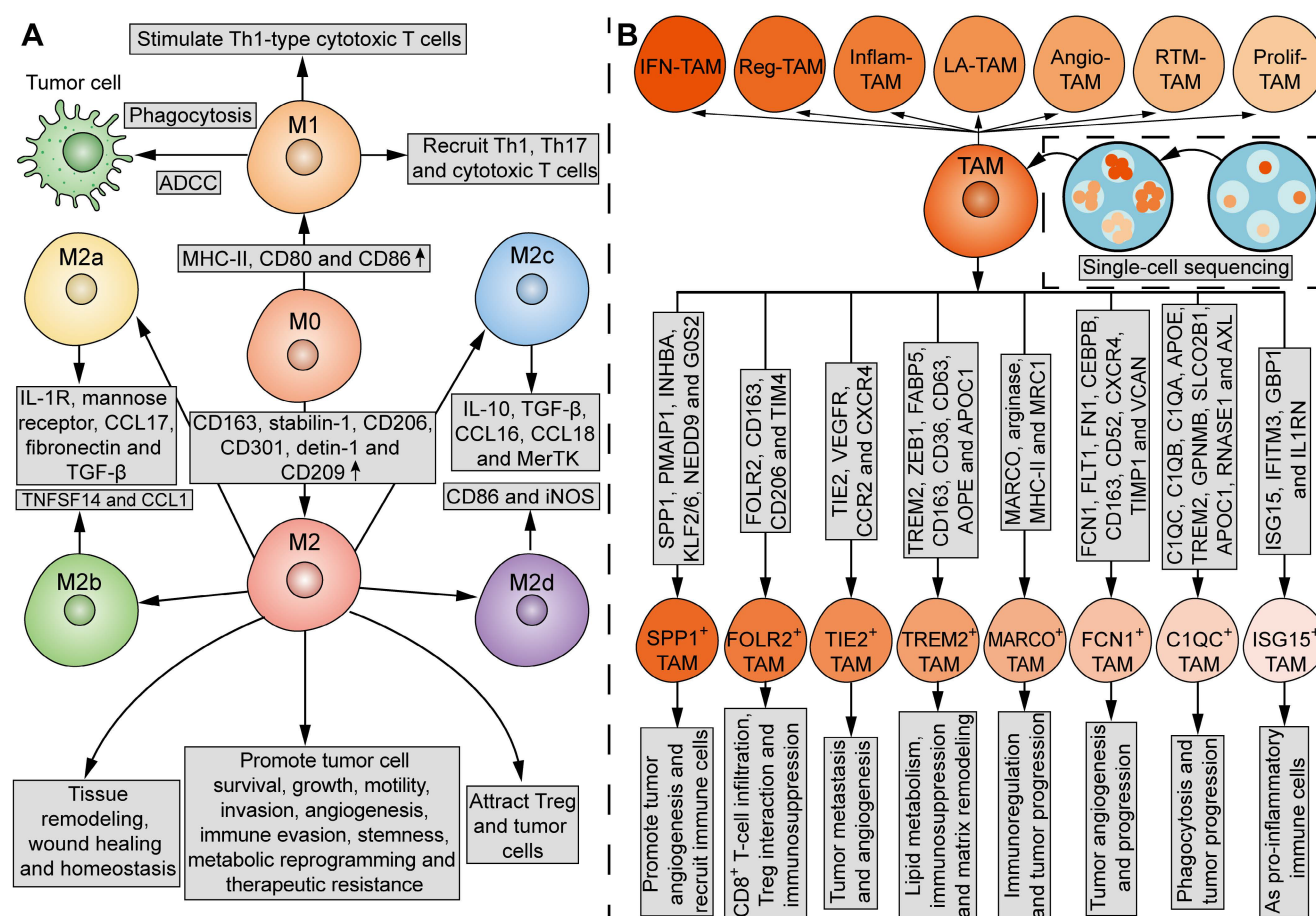 A
Stimulate Th1-type cytotoxic T cells
Tumor cell
Phagocytosis
ADCC
M1
Recruit Th1, Th17
and cytotoxic T cells
MHC-II, CD80 and CD86
M2a
M2c
M0
IL-1R, mannose
receptor, CCL17,
fibronectin and
TGF-β
CD163, stabilin-1, CD206,
CD301, detin-1 and
CD209
IL-10, TGF-β,
CCL16, CCL18
and MerTK
TNFSF14 and CCL1
CD86 and iNOS
M2
M2b
M2d
Tissue
remodeling,
wound healing
and homeostasis
Promote tumor cell
survival, growth, motility,
invasion, angiogenesis,
immune evasion, stemness,
metabolic reprogramming and
therapeutic resistance
Attract Treg
and tumor
cells
B
IFN-TAM
Reg-TAM
Inflam-
TAM
LA-TAM
Angio-
TAM
RTM-
TAM
Prolif-
TAM
TAM
Single-cell sequencing
SPP1, PMAIP1, INHBA,
KLF2/6, NEDD9 and G0S2
FOLR2, CD163,
CD206 and TIM4
TIE2, VEGFR,
CCR2 and CXCR4
TREM2, ZEB1, FABP5,
CD163, CD36, CD63,
AOPE and APOC1
MARCO, arginase,
MHC-II and MRC1
FCN1, FLT1, FN1, CEBPB,
CD163, CD52, CXCR4,
TIMP1 and VCAN
C1QC, C1QB, C1QA, APOE,
TREM2, GPNMB, SLCO2B1,
APOC1, RNASE1 and AXL
ISG15, IFITM3, GBP1
and IL1RN
SPP1⁺
TAM
FOLR2⁺
TAM
TIE2⁺
TAM
TREM2⁺
TAM
MARCO⁺
TAM
FCN1⁺
TAM
C1QC⁺
TAM
ISG15⁺
TAM
Promote tumor
angiogenesis and
recruit immune cells
CD8⁺ T-cell infiltration,
Treg interaction and
immunosuppression
Tumor metastasis
and angiogenesis
Lipid metabolism,
immunosuppression
and matrix remodeling
Immunoregulation
and tumor progression
Tumor angiogenesis
and progression
Phagocytosis and
tumor progression
As pro-inflammatory
immune cells